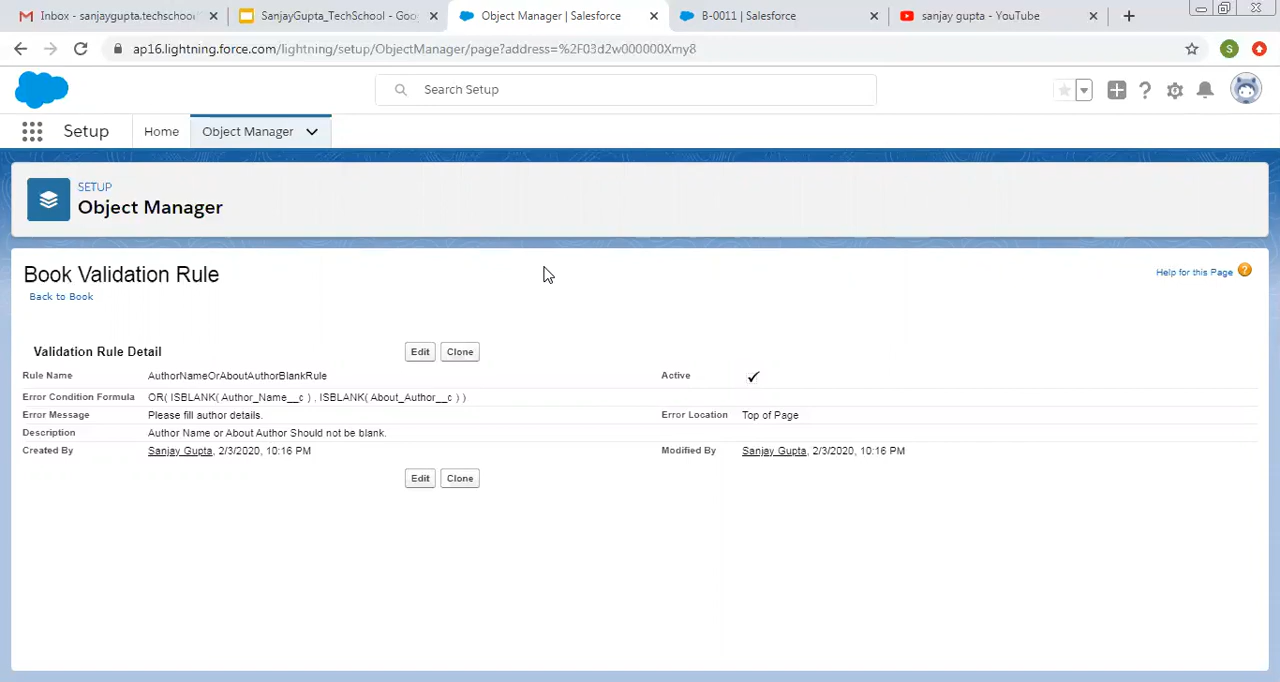 Inbox - sanjaygupta.techschool
SanjayGupta_TechSchool - Goo
Object Manager | Salesforce
B-0011 | Salesforce
sanjay gupta - YouTube
ap16.lightning.force.com/lightning/setup/ObjectManager/page?address=%2F03d2w000000Xmy8
S
Search Setup
Setup
Home
Object Manager
SETUP
Object Manager
Book Validation Rule
Help for this Page
Back to Book
Validation Rule Detail
Edit
Clone
Rule Name AuthorNameOrAboutAuthorBlankRule
Active
Error Condition Formula OR( ISBLANK( Author_Name__c ) , ISBLANK( About_Author__c ) )
Error Message Please fill author details.
Error Location Top of Page
Description Author Name or About Author Should not be blank.
Created By Sanjay Gupta, 2/3/2020, 10:16 PM
Modified By Sanjay Gupta, 2/3/2020, 10:16 PM
Edit
Clone